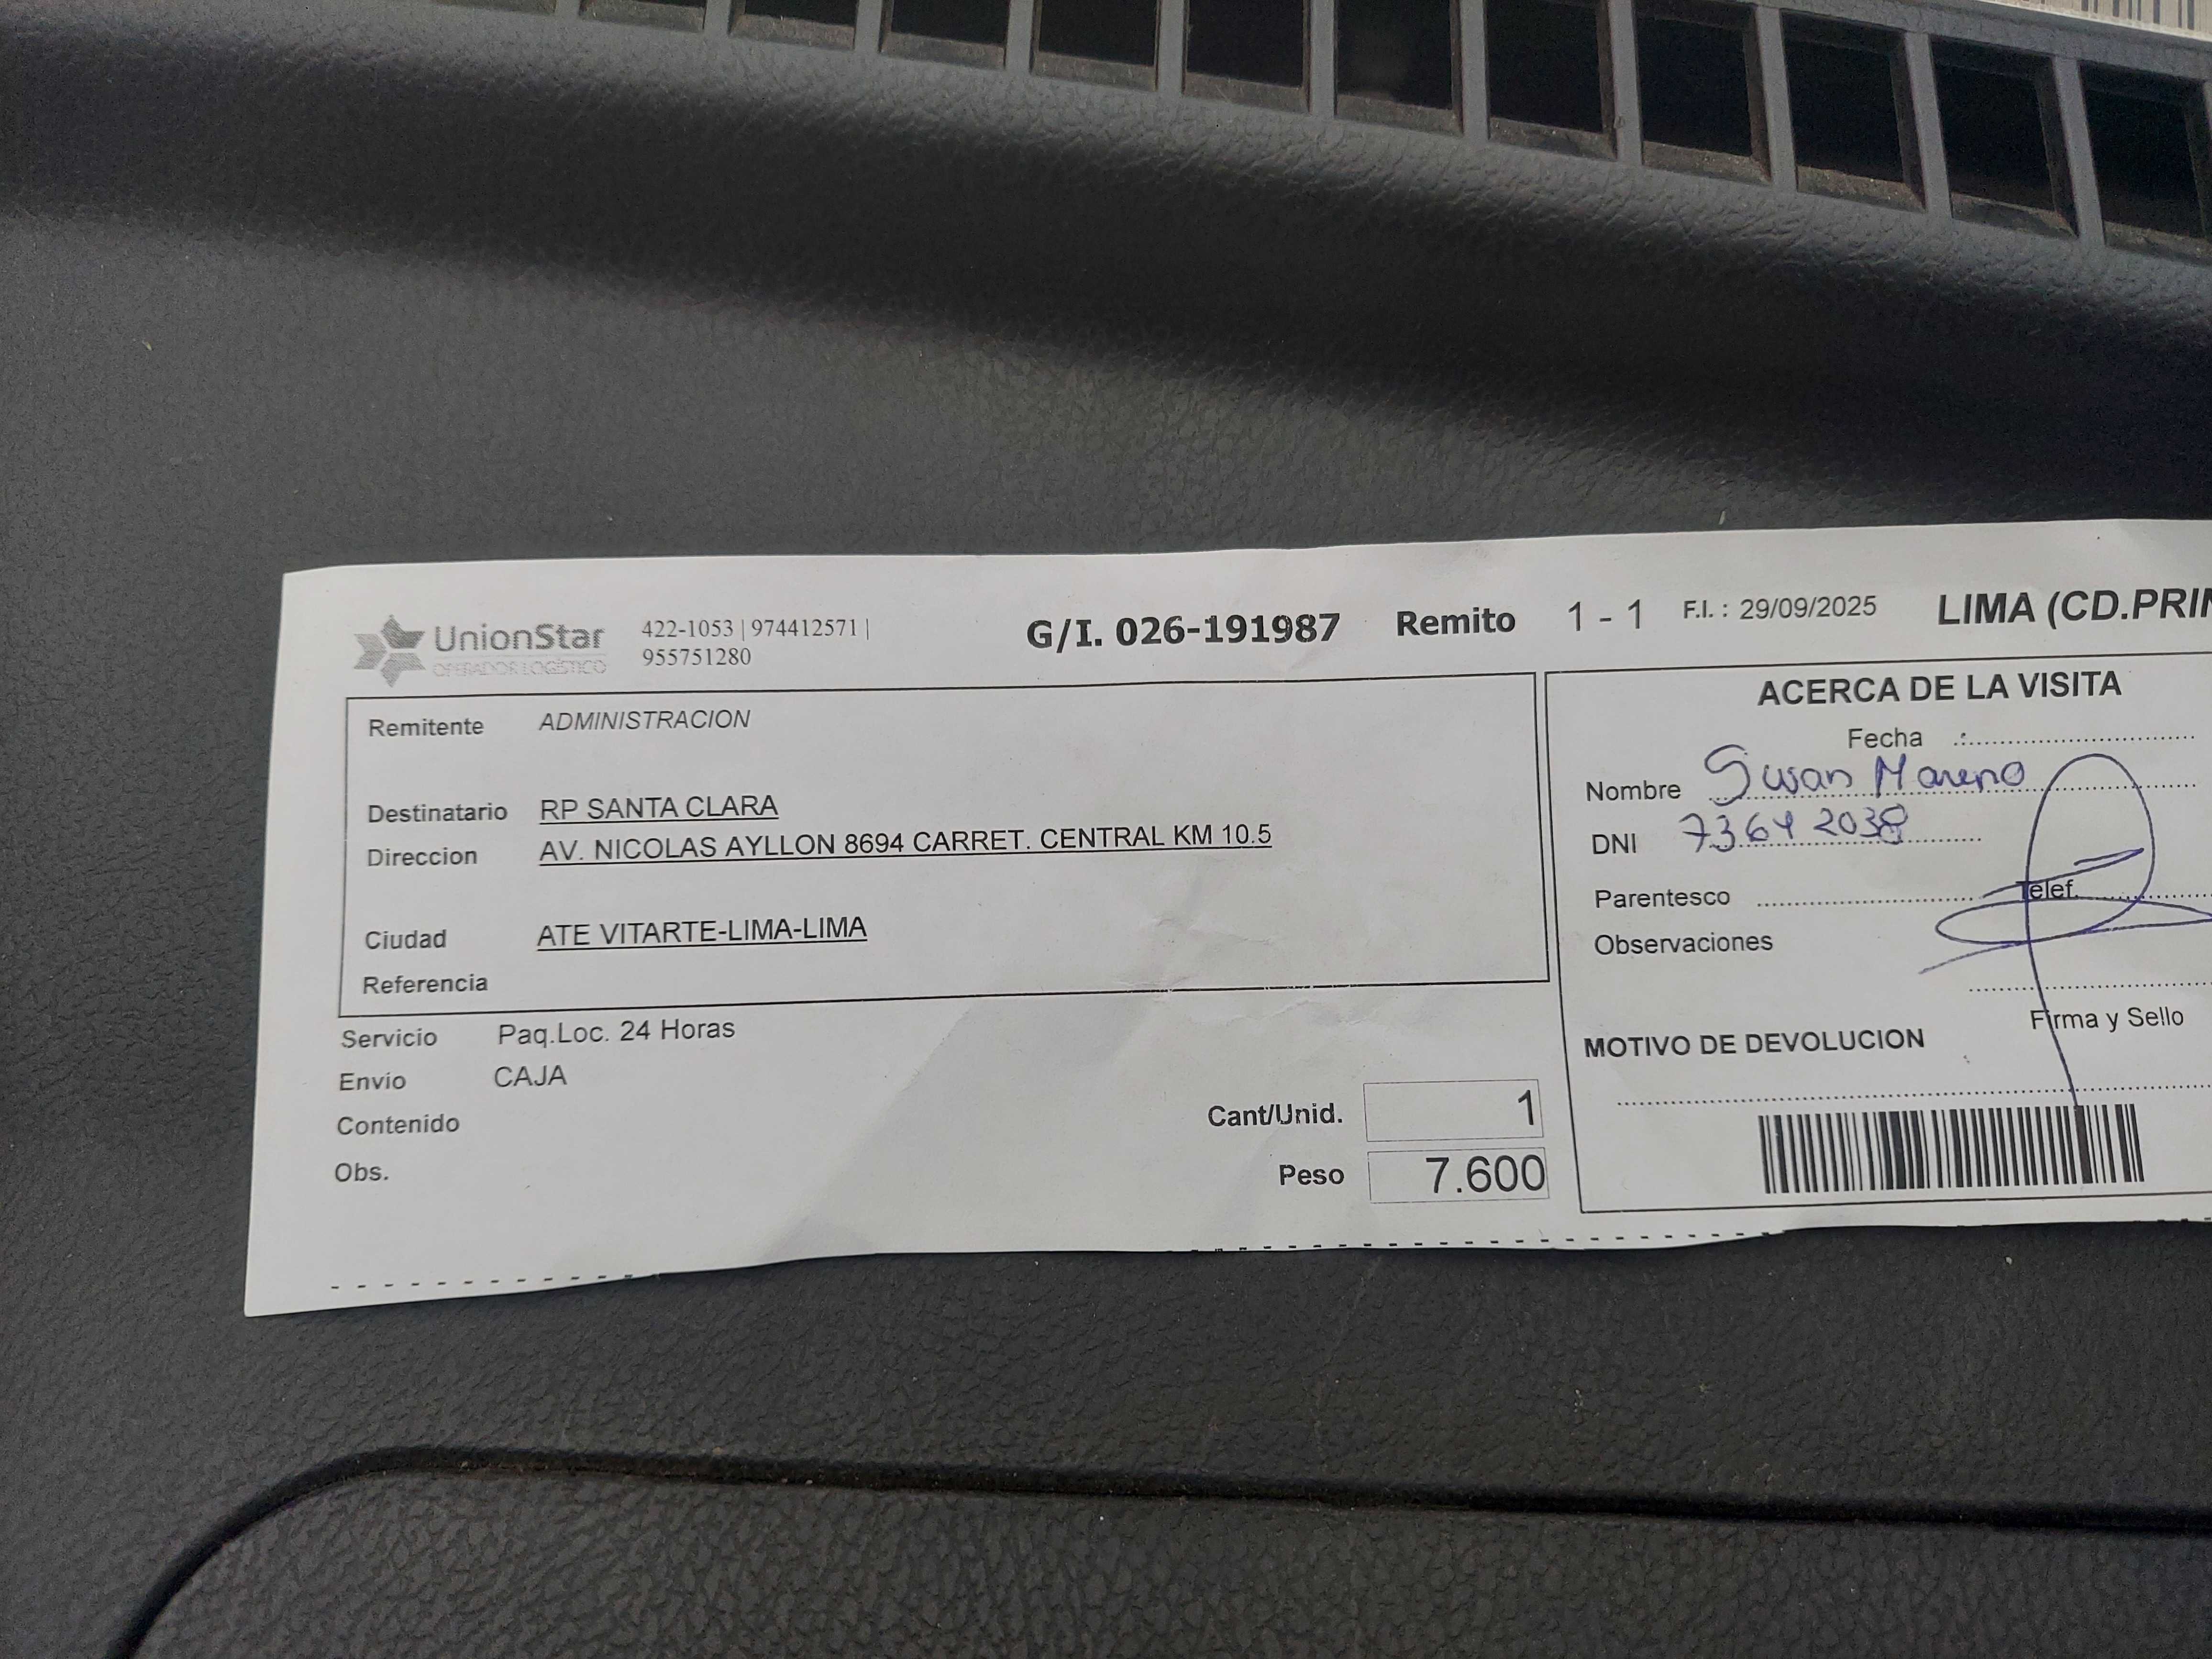 UnionStar
OPERADOR LOGÍSTICO
422-1053 | 974412571 |
955751280
G/I. 026-191987 Remito 1 - 1 F.I. : 29/09/2025 LIMA (CD.PRIN
Remitente ADMINISTRACION
Destinatario RP SANTA CLARA
Direccion AV. NICOLAS AYLLON 8694 CARRET. CENTRAL KM 10.5
Ciudad ATE VITARTE-LIMA-LIMA
Referencia
Servicio Paq.Loc. 24 Horas
Envio CAJA
Contenido
Obs.
Cant/Unid. 1
Peso 7.600
ACERCA DE LA VISITA
Fecha :
Nombre Susan Moreno
DNI 73642038
Parentesco Telef.
Observaciones
Firma y Sello
MOTIVO DE DEVOLUCION